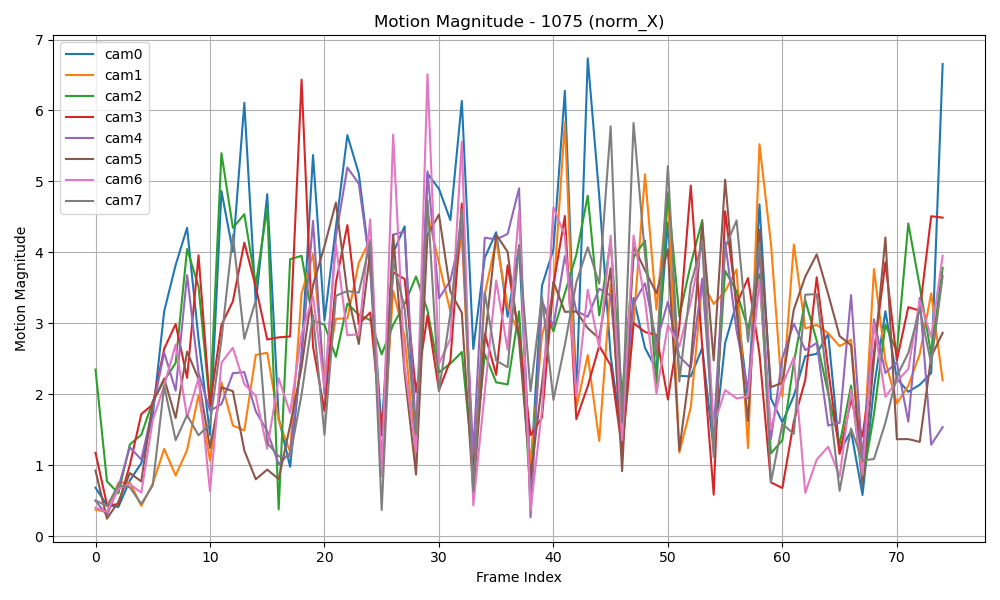 Motion Magnitude - 1075 (norm_X)
7
6
5
4
3
2
1
0
Motion Magnitude
cam0
cam1
cam2
cam3
cam4
cam5
cam6
cam7
0 10 20 30 40 50 60 70
Frame Index